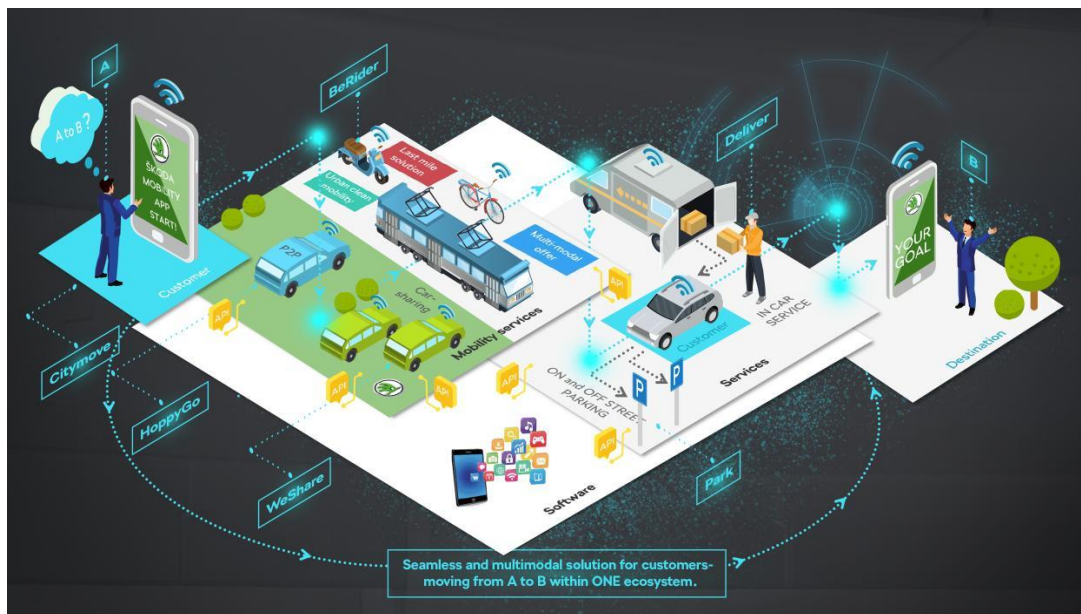 A
A to B?
ŠKODA
MOBILITY
APP
START!
Customer
BeRider
Last mile
solution
Urban clean
mobility
Multi-modal
offer
P2P
Car-
sharing
Mobility services
API
API
API
API
API
API
Deliver
IN CAR
SERVICE
Customer
Services
ON and OFF STREET
PARKING
P
P
B
YOUR
GOAL
Destination
Citymove
HoppyGo
WeShare
Park
Software
Seamless and multimodal solution for customers-
moving from A to B within ONE ecosystem.